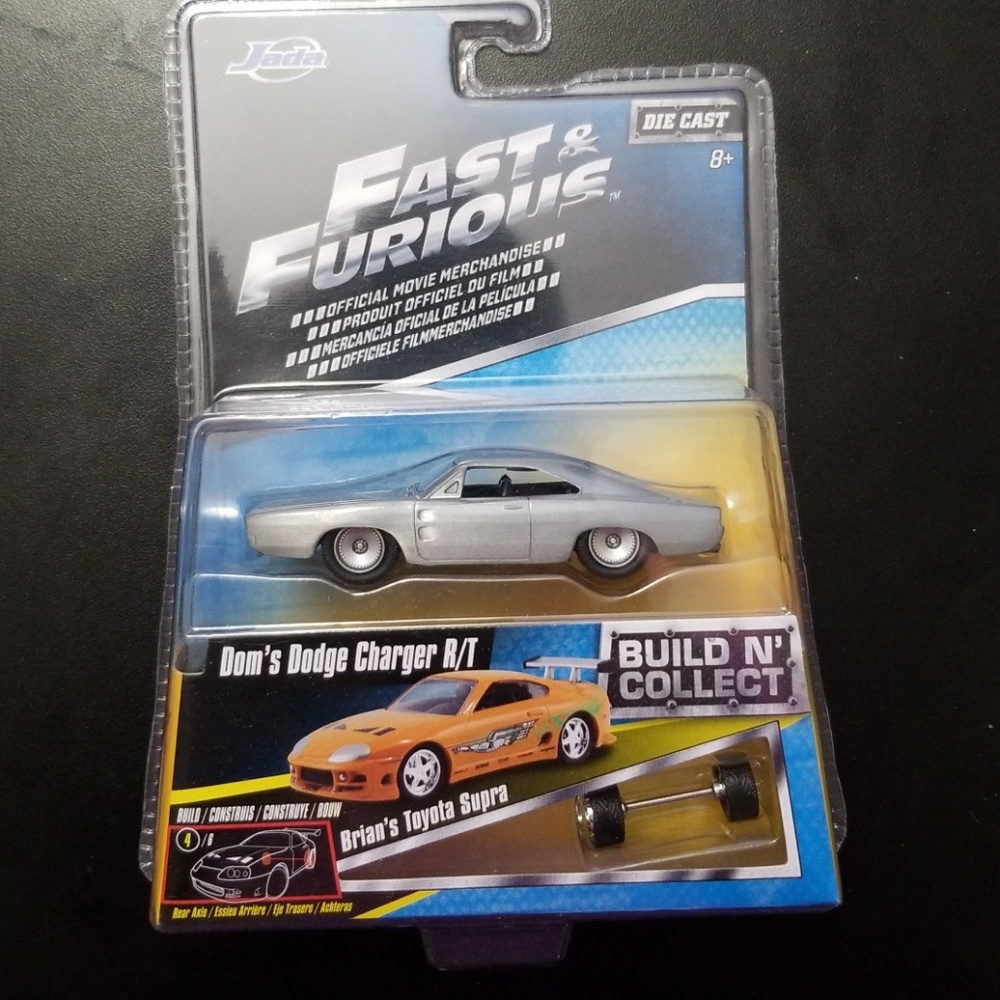 Jada
DIE CAST
8+
FAST &
FURIOUS™
OFFICIAL MOVIE MERCHANDISE
PRODUIT OFFICIEL DU FILM
MERCANCÍA OFICIAL DE LA PELÍCULA
OFFICIELE FILMMERCHANDISE
Dom's Dodge Charger R/T
BUILD N'
COLLECT
Brian's Toyota Supra
BUILD / CONSTRUIS / CONSTRUYE / BOUW
4 /6
Rear Axle / Essieu Arrière / Eje Trasero / Achteras